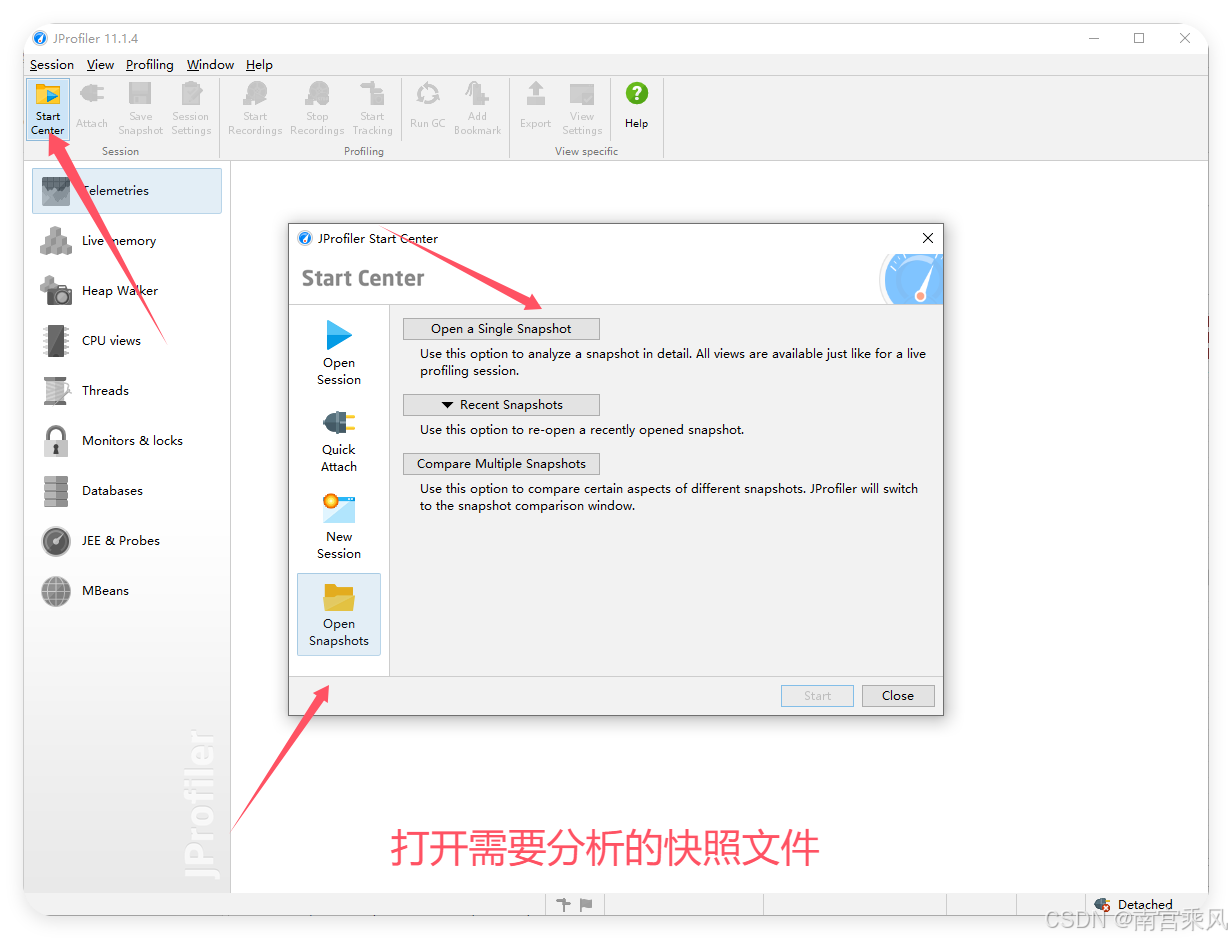 JProfiler 11.1.4
Session View Profiling Window Help
Start Center
Attach
Save Snapshot
Session Settings
Start Recordings
Stop Recordings
Start Tracking
Run GC
Add Bookmark
Export
View Settings
Help
Session
Profiling
View specific
Telemetries
Live memory
Heap Walker
CPU views
Threads
Monitors & locks
Databases
JEE & Probes
MBeans
JProfiler
JProfiler Start Center
Start Center
Open
Session
Quick
Attach
New
Session
Open
Snapshots
Open a Single Snapshot
Use this option to analyze a snapshot in detail. All views are available just like for a live
profiling session.
Recent Snapshots
Use this option to re-open a recently opened snapshot.
Compare Multiple Snapshots
Use this option to compare certain aspects of different snapshots. JProfiler will switch
to the snapshot comparison window.
Start
Close
打开需要分析的快照文件
Detached
CSDN @南宫乘风